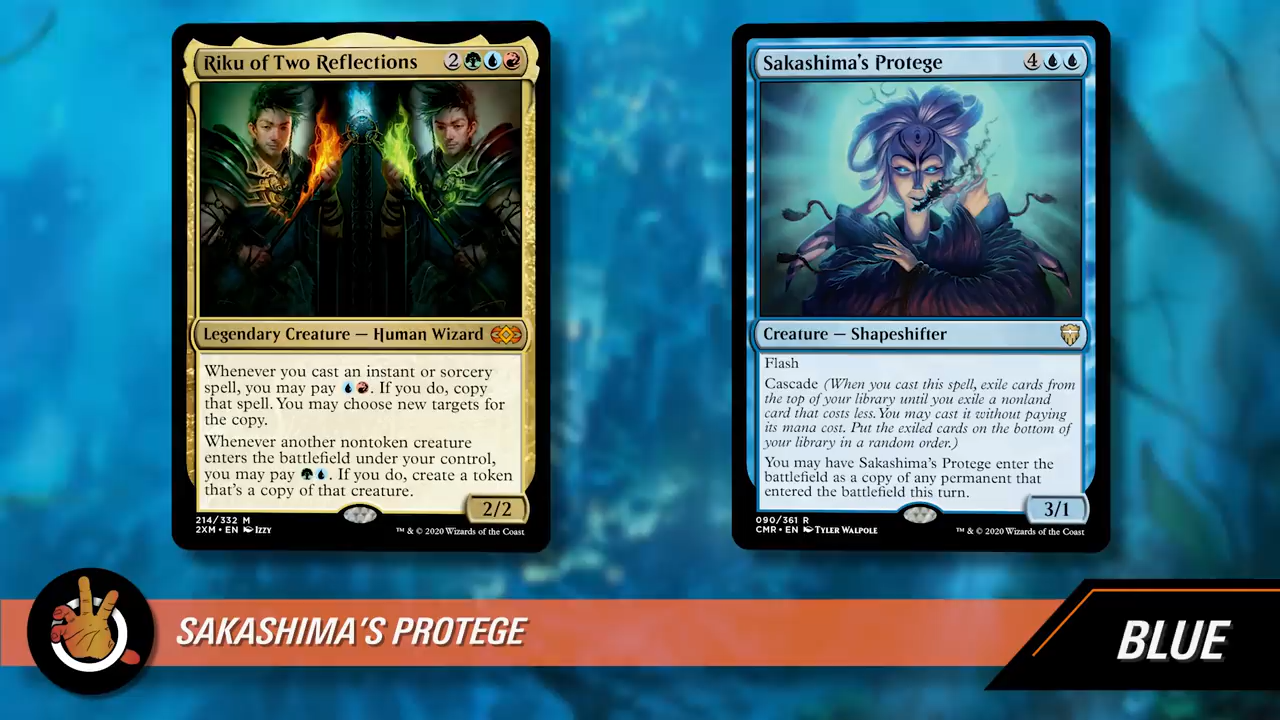 Riku of Two Reflections 2
Legendary Creature — Human Wizard
Whenever you cast an instant or sorcery
spell, you may pay . If you do, copy
that spell. You may choose new targets for
the copy.
Whenever another nontoken creature
enters the battlefield under your control,
you may pay . If you do, create a token
that's a copy of that creature.
2/2
214/332 M
2XM • EN Izzy
™ & © 2020 Wizards of the Coast
Sakashima's Protege 4
Creature — Shapeshifter
Flash
Cascade (When you cast this spell, exile cards from
the top of your library until you exile a nonland
card that costs less. You may cast it without paying
its mana cost. Put the exiled cards on the bottom of
your library in a random order.)
You may have Sakashima's Protege enter the
battlefield as a copy of any permanent that
entered the battlefield this turn.
3/1
090/361 R
CMR • EN Tyler Walpole
™ & © 2020 Wizards of the Coast
SAKASHIMA'S PROTEGE
BLUE